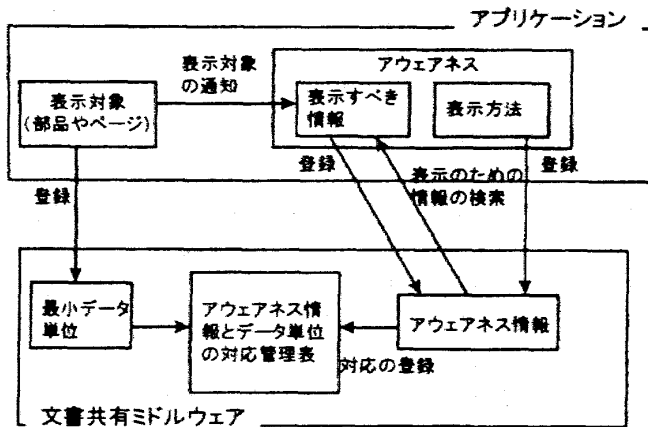 アプリケーション
アウェアネス
表示対象
の通知
表示対象
(部品やページ)
表示すべき
情報
表示方法
登録
登録
表示のための
情報の検索
登録
最小データ
単位
アウェアネス情
報とデータ単位
の対応管理表
アウェアネス情報
対応の登録
文書共有ミドルウェア